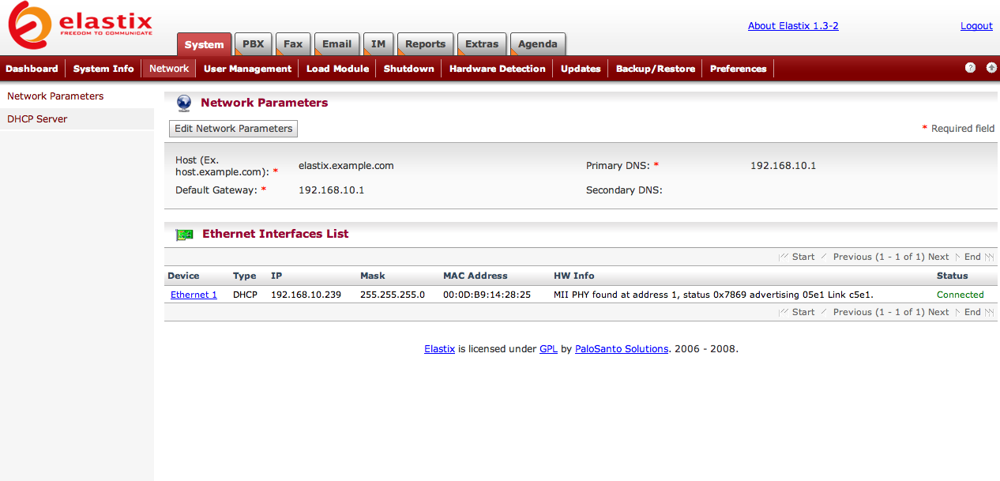 elastix
FREEDOM TO COMMUNICATE
System PBX Fax Email IM Reports Extras Agenda
About Elastix 1.3-2 Logout
Dashboard System Info Network User Management Load Module Shutdown Hardware Detection Updates Backup/Restore Preferences ?
Network Parameters
DHCP Server
Network Parameters
Edit Network Parameters * Required field
Host (Ex.
host.example.com): * elastix.example.com Primary DNS: * 192.168.10.1
Default Gateway: * 192.168.10.1 Secondary DNS:
Ethernet Interfaces List
Start Previous (1 - 1 of 1) Next End
Device Type IP Mask MAC Address HW Info Status
Ethernet 1 DHCP 192.168.10.239 255.255.255.0 00:0D:B9:14:28:25 MII PHY found at address 1, status 0x7869 advertising 05e1 Link c5e1. Connected
Start Previous (1 - 1 of 1) Next End
Elastix is licensed under GPL by PaloSanto Solutions. 2006 - 2008.